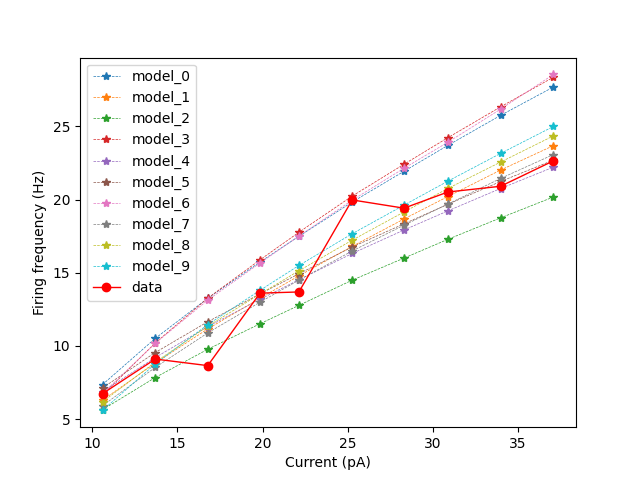 model_0
model_1
model_2
model_3
model_4
model_5
model_6
model_7
model_8
model_9
data
25
20
15
10
5
Firing frequency (Hz)
10 15 20 25 30 35
Current (pA)